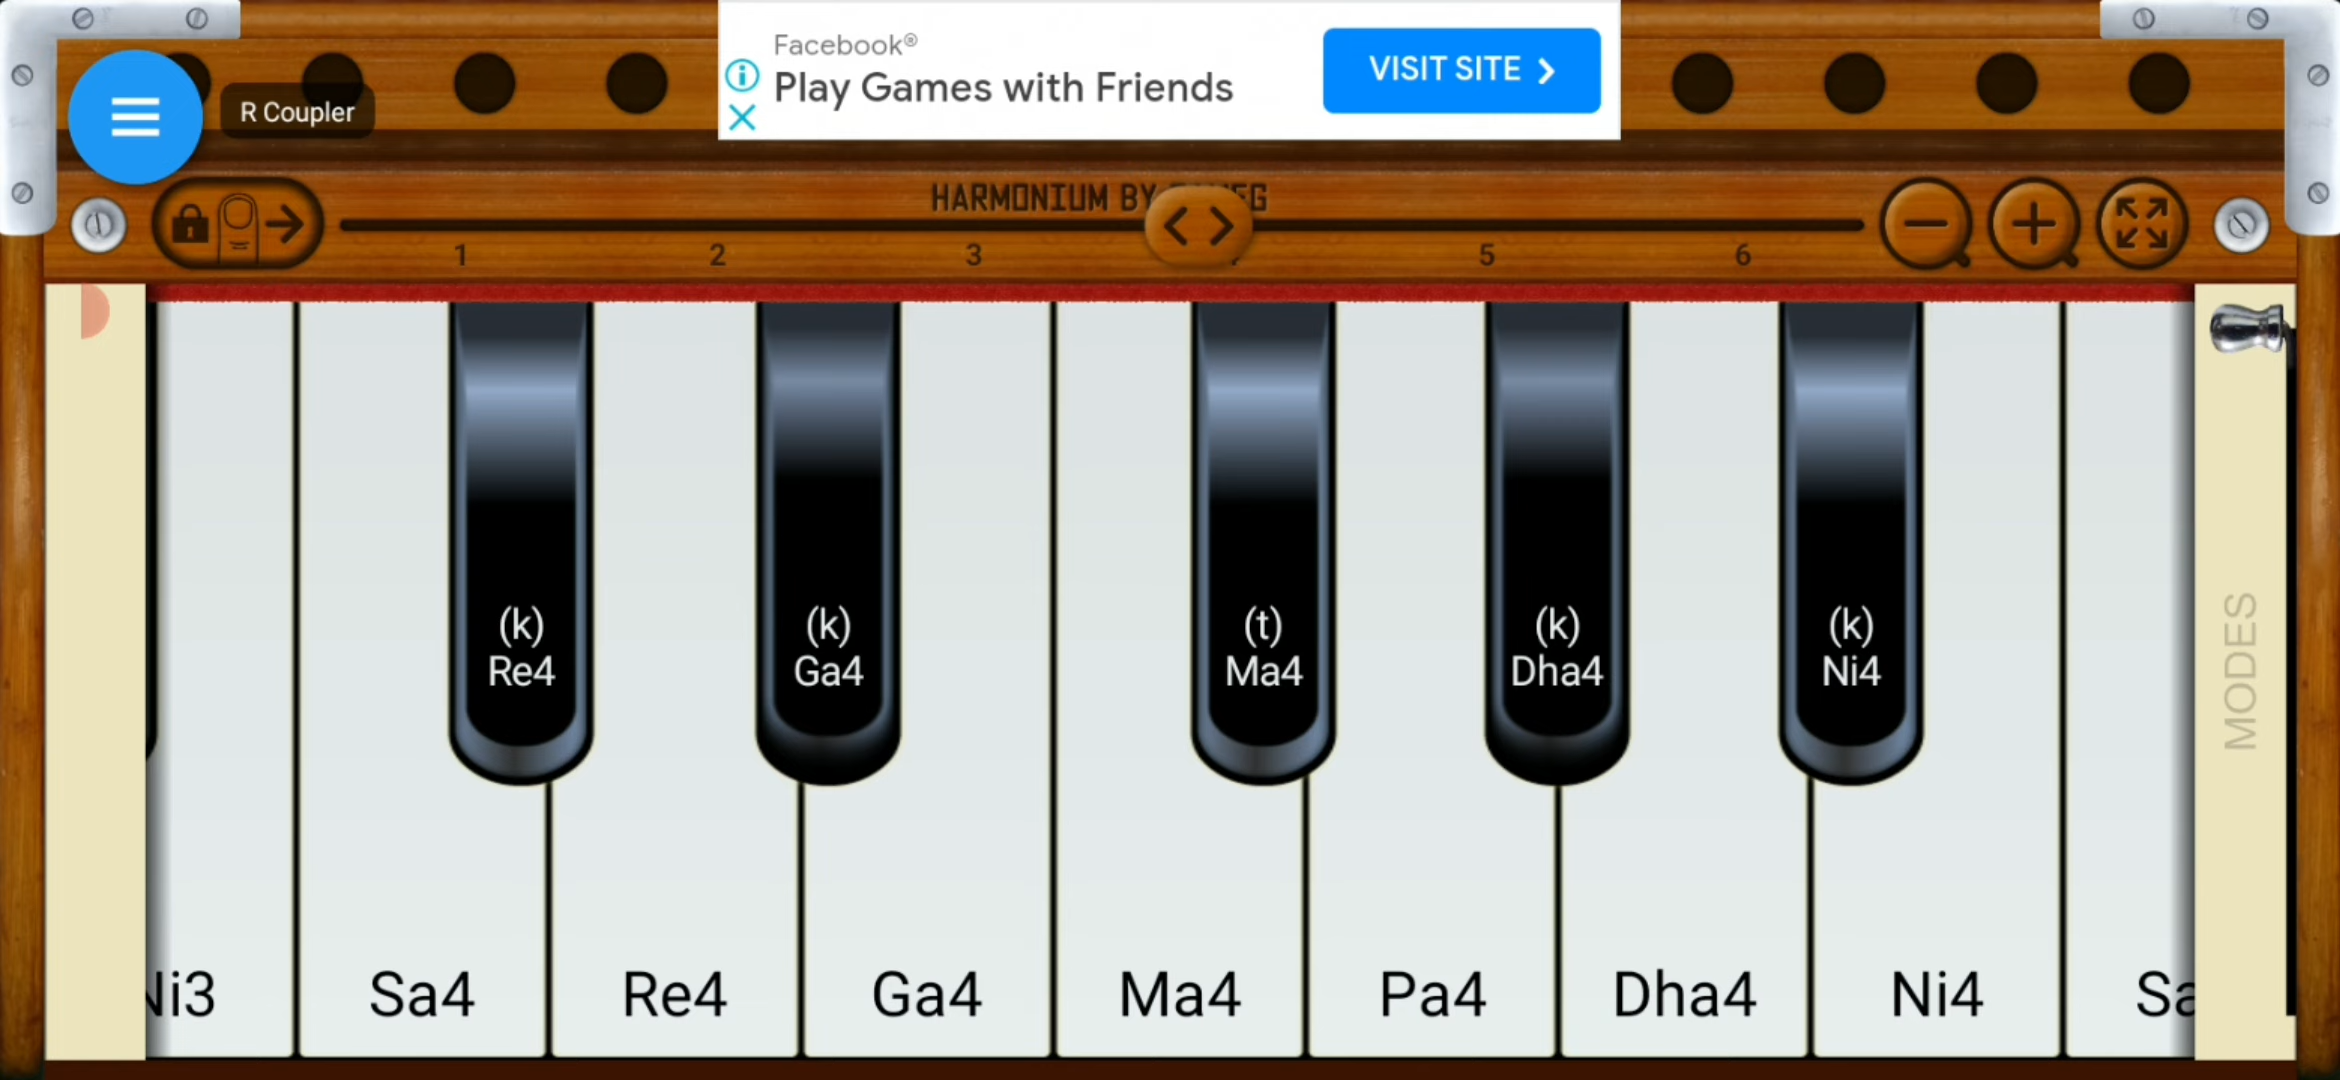 Facebook®
Play Games with Friends
VISIT SITE
R Coupler
HARMONIUM BY
1 2 3 5 6
(k) (k) (t) (k) (k)
Re4 Ga4 Ma4 Dha4 Ni4
MODES
Sa4 Re4 Ga4 Ma4 Pa4 Dha4 Ni4